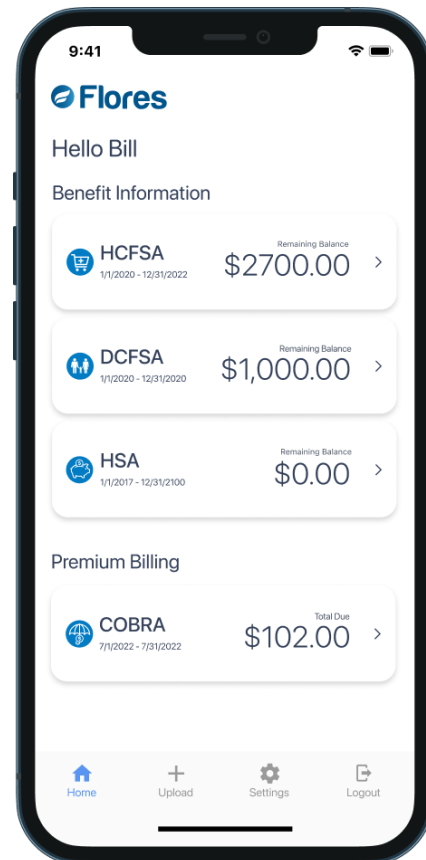 9:41
Flores
Hello Bill
Benefit Information
HCFSA
1/1/2020 - 12/31/2022
Remaining Balance
$2700.00
DCFSA
1/1/2020 - 12/31/2020
Remaining Balance
$1,000.00
HSA
1/1/2017 - 12/31/2100
Remaining Balance
$0.00
Premium Billing
COBRA
7/1/2022 - 7/31/2022
Total Due
$102.00
Home
Upload
Settings
Logout